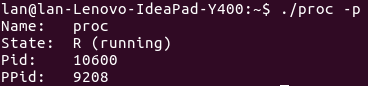 lan@lan-Lenovo-IdeaPad-Y400:~$ ./proc -p
Name:   proc
State:  R (running)
Pid:    10600
PPid:   9208